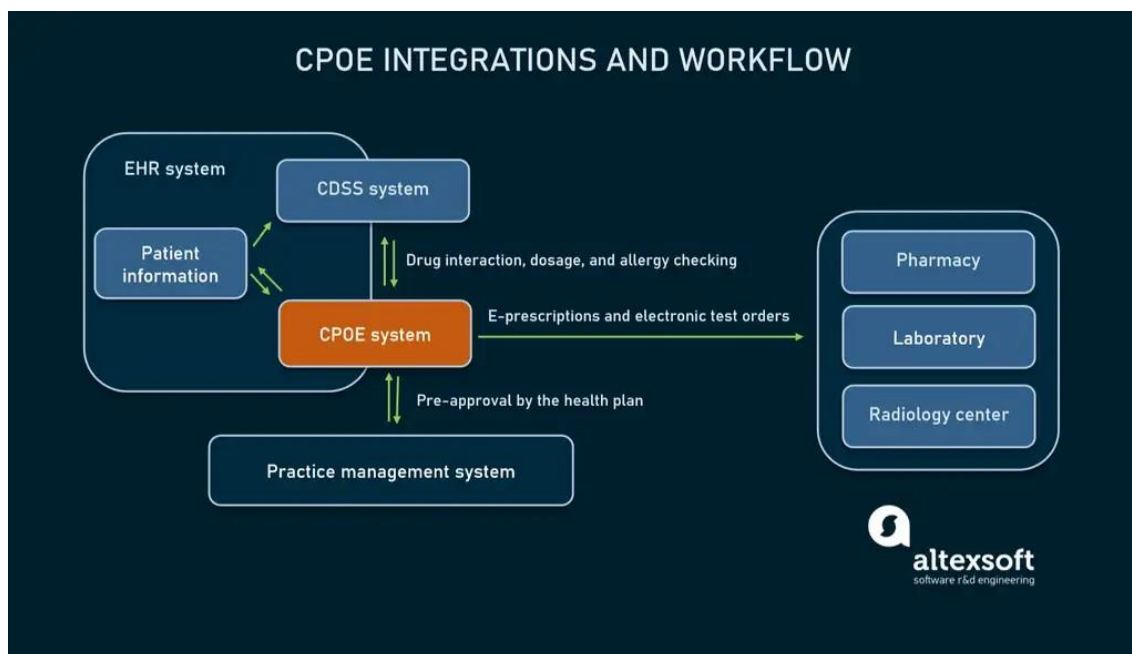 CPOE INTEGRATIONS AND WORKFLOW
EHR system
CDSS system
Patient
information
Drug interaction, dosage, and allergy checking
CPOE system
E-prescriptions and electronic test orders
Pharmacy
Laboratory
Radiology center
Pre-approval by the health plan
Practice management system
altexsoft
software r&d engineering